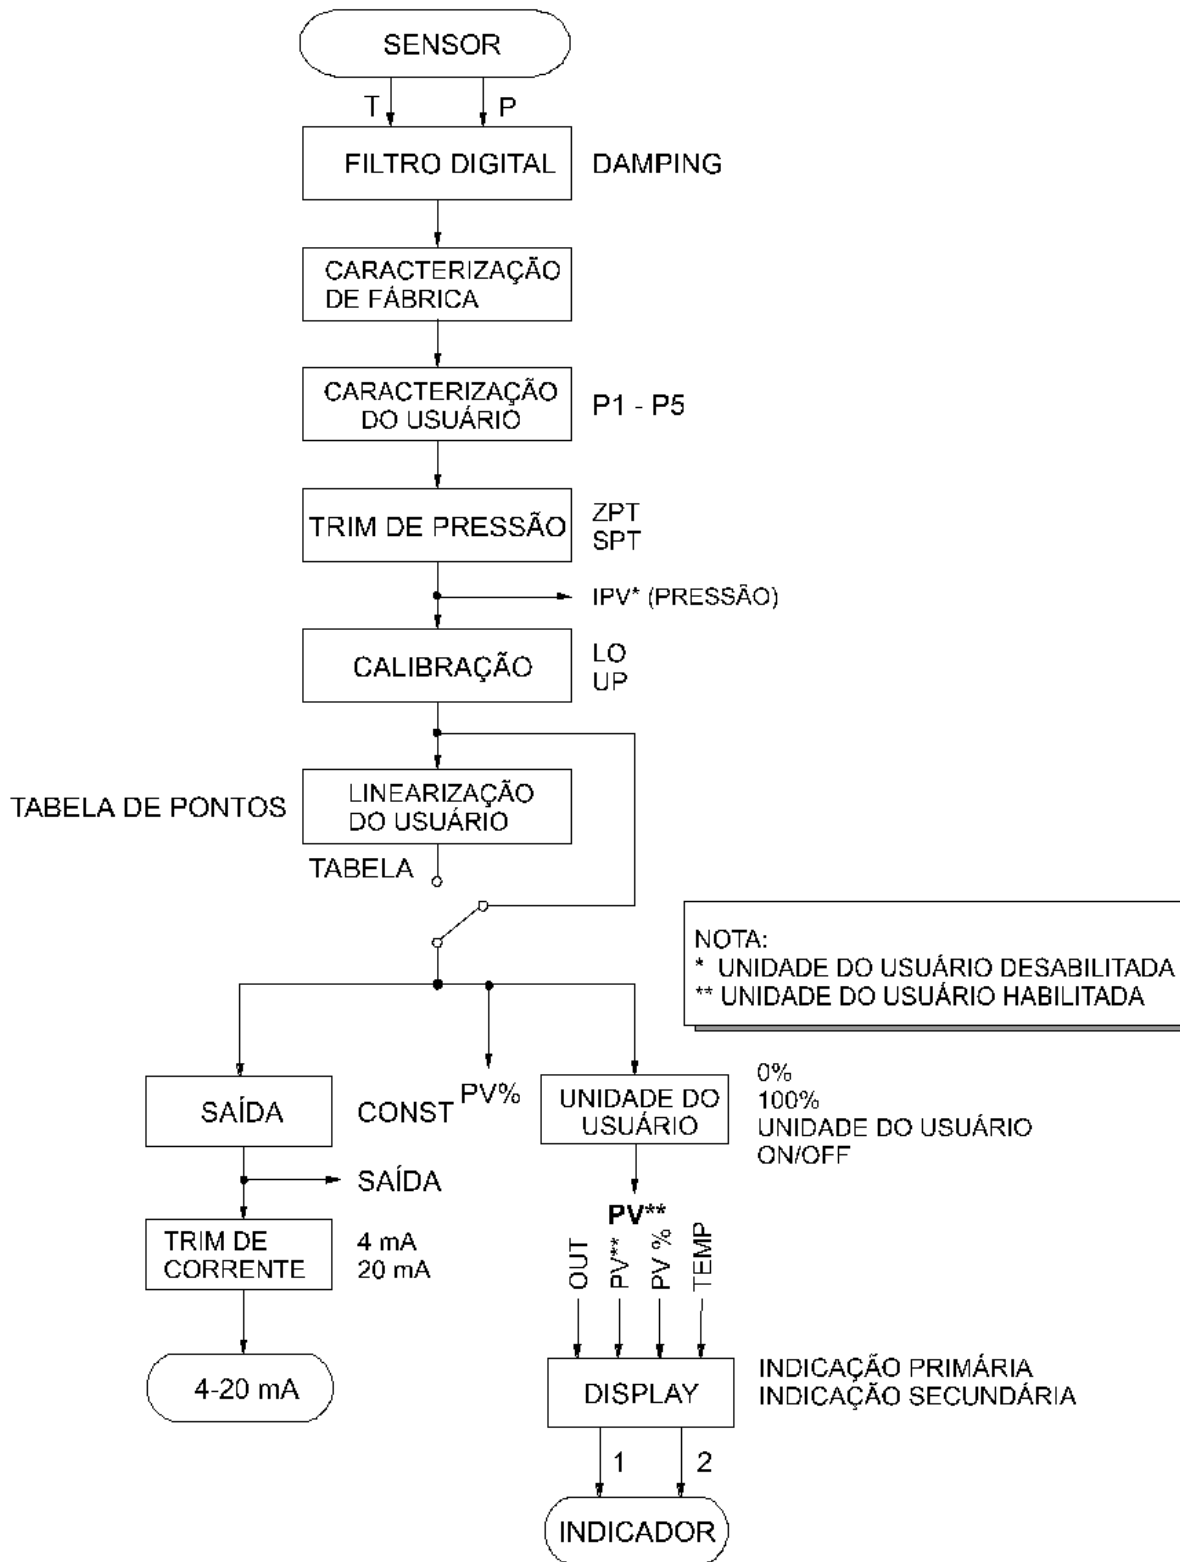 SENSOR
T
P
FILTRO DIGITAL
DAMPING
CARACTERIZAÇÃO
DE FÁBRICA
CARACTERIZAÇÃO
DO USUÁRIO
P1 - P5
TRIM DE PRESSÃO
ZPT
SPT
IPV* (PRESSÃO)
CALIBRAÇÃO
LO
UP
TABELA DE PONTOS
LINEARIZAÇÃO
DO USUÁRIO
TABELA
NOTA:
* UNIDADE DO USUÁRIO DESABILITADA
** UNIDADE DO USUÁRIO HABILITADA
SAÍDA
CONST
PV%
UNIDADE DO
USUÁRIO
0%
100%
UNIDADE DO USUÁRIO
ON/OFF
SAÍDA
TRIM DE
CORRENTE
4 mA
20 mA
4-20 mA
PV**
OUT
PV**
PV %
TEMP
DISPLAY
INDICAÇÃO PRIMÁRIA
INDICAÇÃO SECUNDÁRIA
1
2
INDICADOR